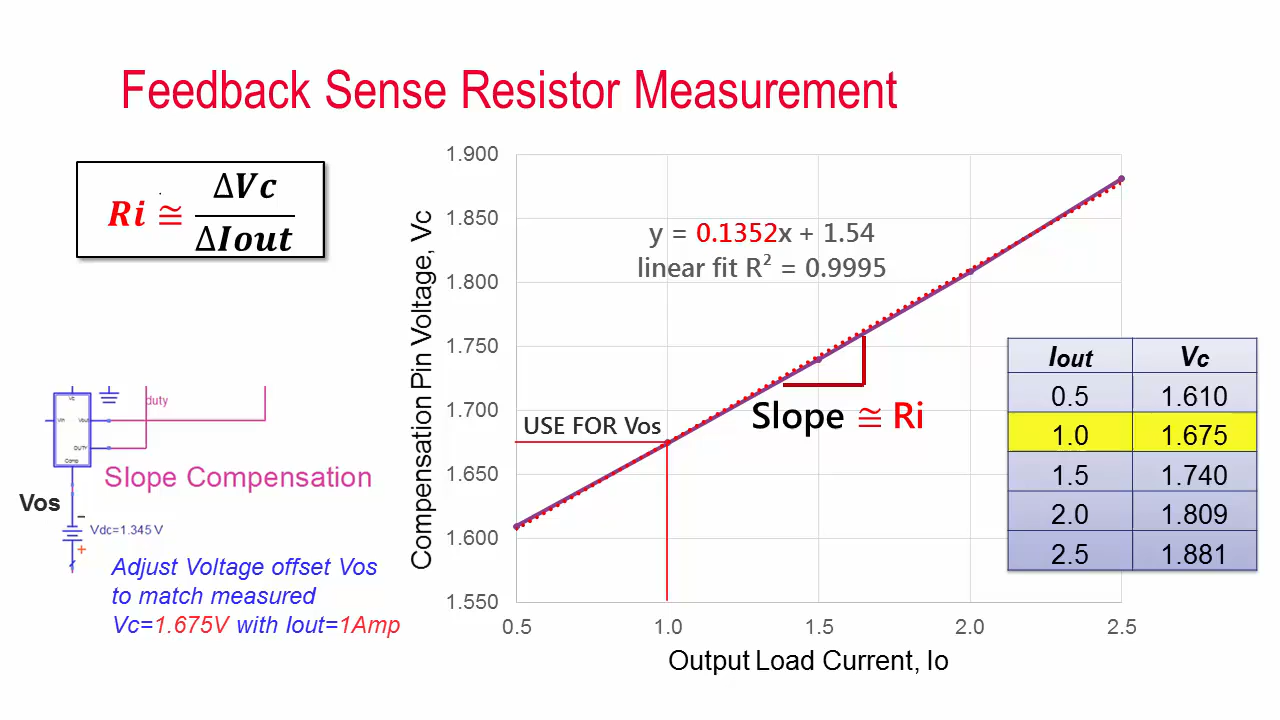 Feedback Sense Resistor Measurement
Ri ≅ ΔVc
ΔIout
Vc
Vin
Vout
DUTY
Comp
duty
Slope Compensation
Vos
−
Vdc=1.345 V
+
Adjust Voltage offset Vos
to match measured
Vc=1.675V with Iout=1Amp
Compensation Pin Voltage, Vc
1.900
1.850
1.800
1.750
1.700
1.650
1.600
1.550
y = 0.1352x + 1.54
linear fit R² = 0.9995
USE FOR Vos
Slope ≅ Ri
0.5 1.0 1.5 2.0 2.5
Output Load Current, Io
Iout Vc
0.5 1.610
1.0 1.675
1.5 1.740
2.0 1.809
2.5 1.881